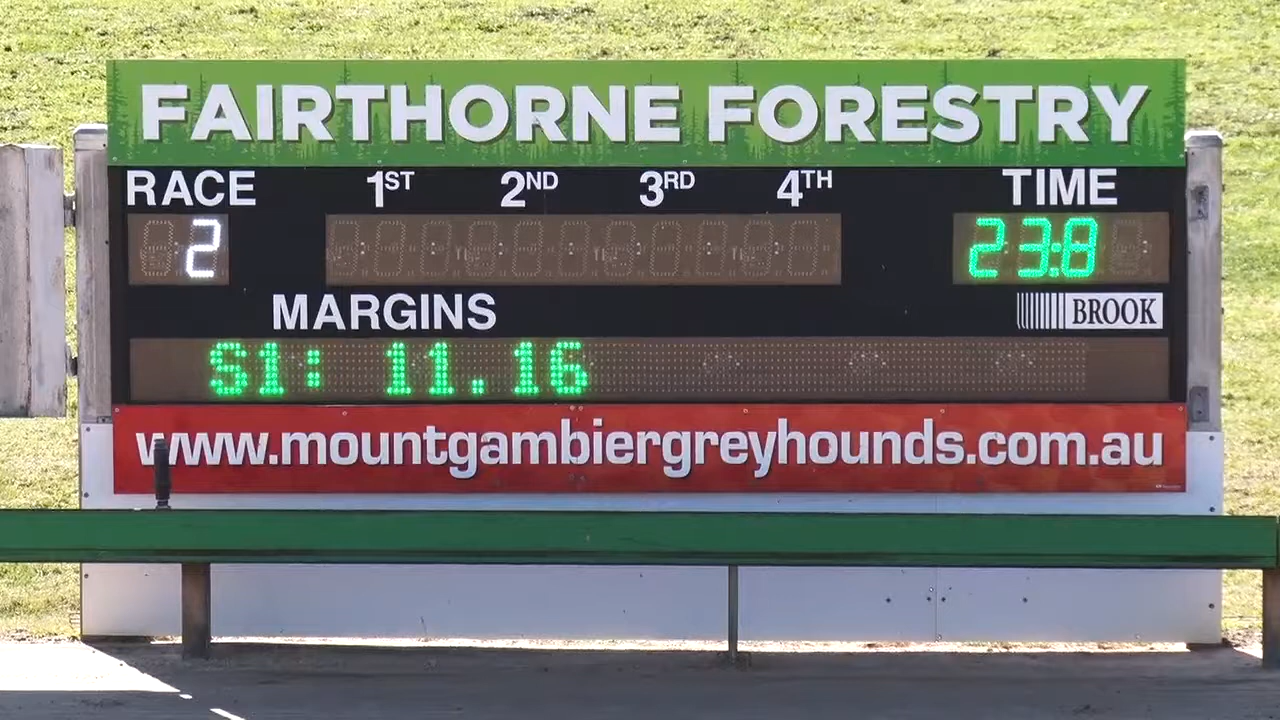 FAIRTHORNE FORESTRY
RACE 1ST 2ND 3RD 4TH TIME
2 23:8
MARGINS BROOK
S1: 11.16
www.mountgambiergreyhounds.com.au